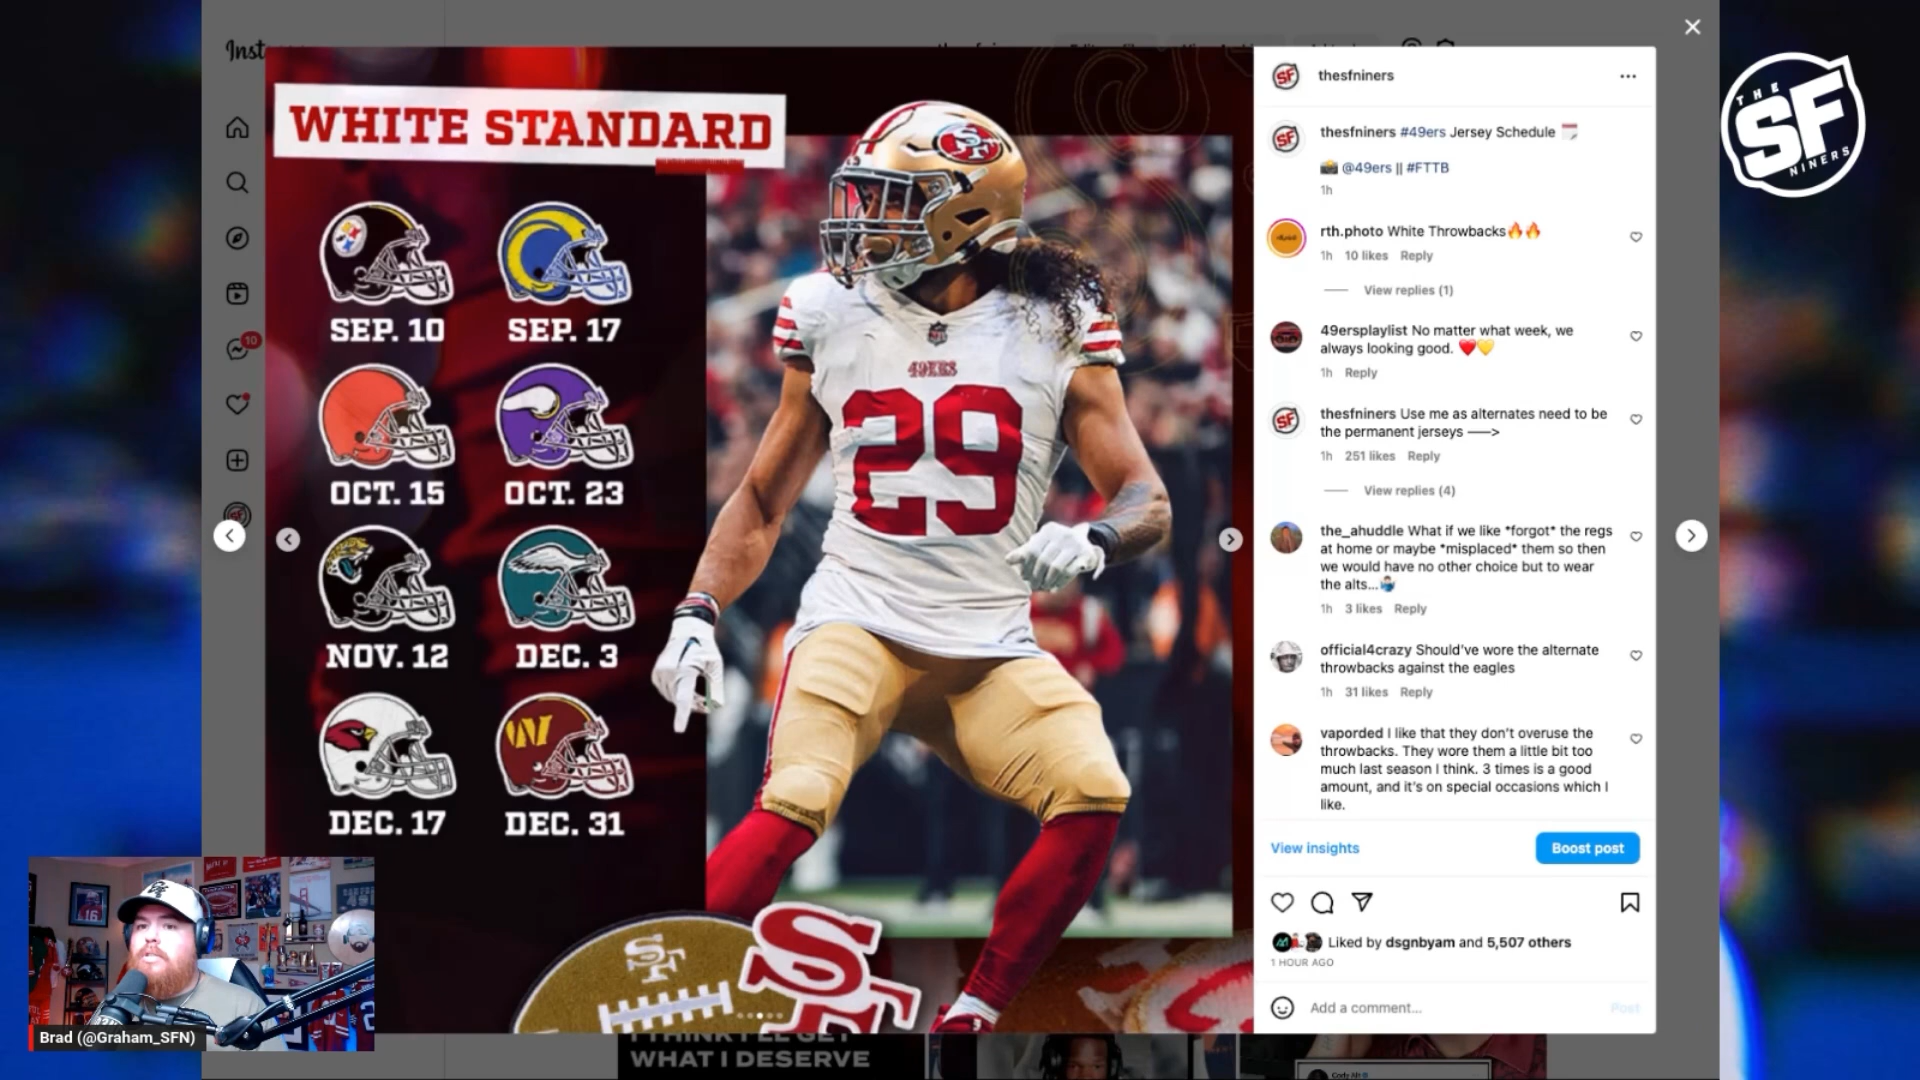 Inst
WHITE STANDARD
SEP. 10
SEP. 17
OCT. 15
OCT. 23
NOV. 12
DEC. 3
DEC. 17
DEC. 31
49ERS
29
SF
SF
WHAT I DESERVE
10
thesfniners
thesfniners #49ers Jersey Schedule
@49ers || #FTTB
1h
rth.photo White Throwbacks🔥🔥
1h 10 likes Reply
View replies (1)
49ersplaylist No matter what week, we
always looking good. ❤️💛
1h Reply
thesfniners Use me as alternates need to be
the permanent jerseys ——>
1h 251 likes Reply
View replies (4)
the_ahuddle What if we like *forgot* the regs
at home or maybe *misplaced* them so then
we would have no other choice but to wear
the alts...
1h 3 likes Reply
official4crazy Should've wore the alternate
throwbacks against the eagles
1h 31 likes Reply
vaporded I like that they don't overuse the
throwbacks. They wore them a little bit too
much last season I think. 3 times is a good
amount, and it's on special occasions which I
like.
View insights
Boost post
Liked by dsgnbyam and 5,507 others
1 HOUR AGO
Add a comment...
Post
THE
SF
NINERS
Brad (@Graham_SFN)